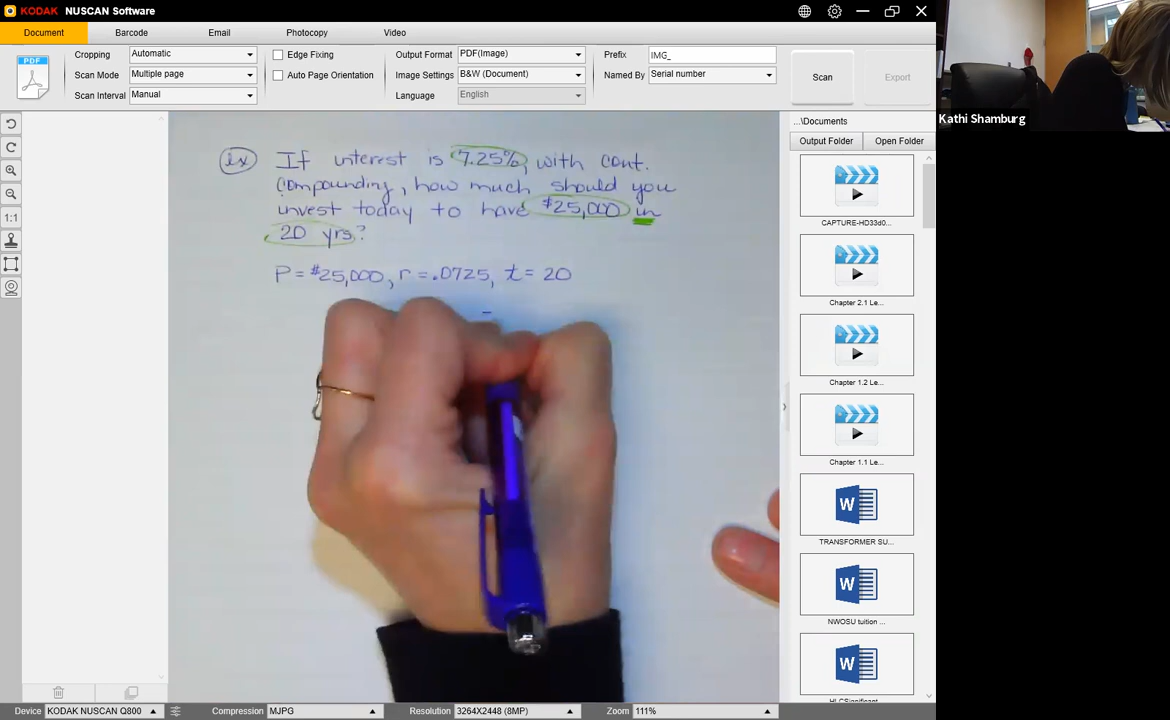 KODAK NUSCAN Software
Document Barcode Email Photocopy Video
Cropping Automatic Edge Fixing Output Format PDF(Image) Prefix IMG_
Scan Mode Multiple page Auto Page Orientation Image Settings B&W (Document) Named By Serial number Scan Export
Scan Interval Manual Language English
PDF
1:1
Kathi Shamburg
...\Documents
Output Folder Open Folder
ex If interest is 7.25%, with cont.
compounding, how much should you
invest today to have $25,000 in
20 yrs?
P = $25,000, r = .0725, t = 20
CAPTURE-HD33d0...
Chapter 2.1 Le...
Chapter 1.2 Le...
Chapter 1.1 Le...
W
TRANSFORMER SU...
W
NWOSU tuition ...
W
HLCSignificant
Device KODAK NUSCAN Q800 Compression MJPG Resolution 3264X2448 (8MP) Zoom 111%